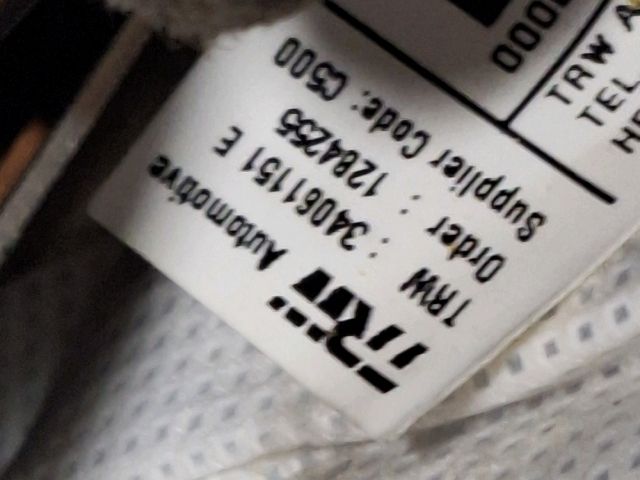 TRW Automotive
TRW : 34061151 E
Order : 1284255
Supplier Code: C500
TRW A
TEL